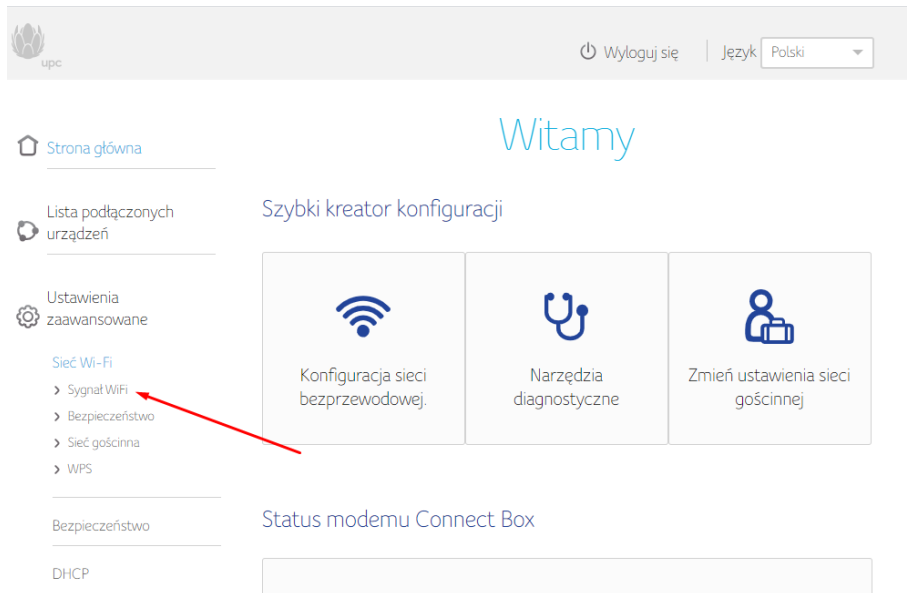 upc
Wyloguj się
Język
Polski
Strona główna
Lista podłączonych
urządzeń
Ustawienia
zaawansowane
Sieć Wi-Fi
Sygnał WiFi
Bezpieczeństwo
Sieć gościnna
WPS
Bezpieczeństwo
DHCP
Witamy
Szybki kreator konfiguracji
Konfiguracja sieci
bezprzewodowej.
Narzędzia
diagnostyczne
Zmień ustawienia sieci
gościnnej
Status modemu Connect Box